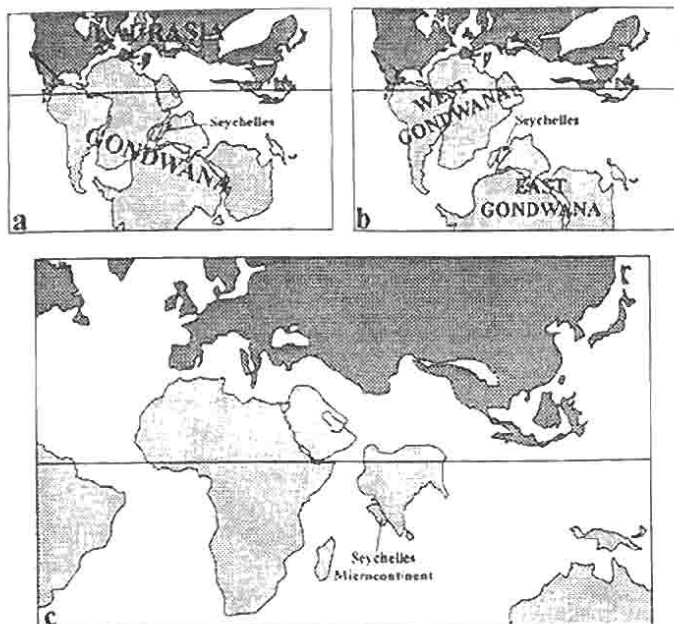 LAURASIA
GONDWANA
Seychelles
a
WEST
GONDWANA
Seychelles
EAST
GONDWANA
b
Seychelles
Microcontinent
c